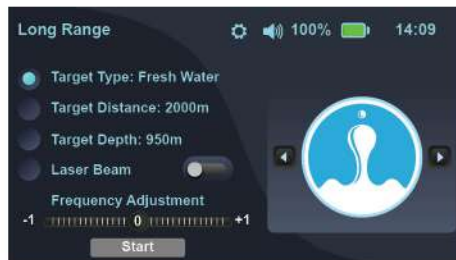 Long Range 100% 14:09
Target Type: Fresh Water
Target Distance: 2000m
Target Depth: 950m
Laser Beam
Frequency Adjustment
-1 0 +1
Start